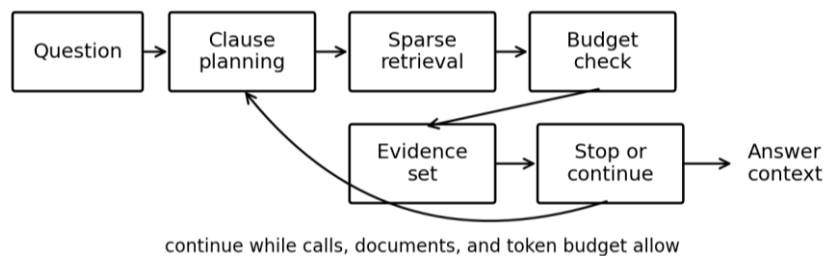 Question
Clause
planning
Sparse
retrieval
Budget
check
Evidence
set
Stop or
continue
Answer
context
continue while calls, documents, and token budget allow